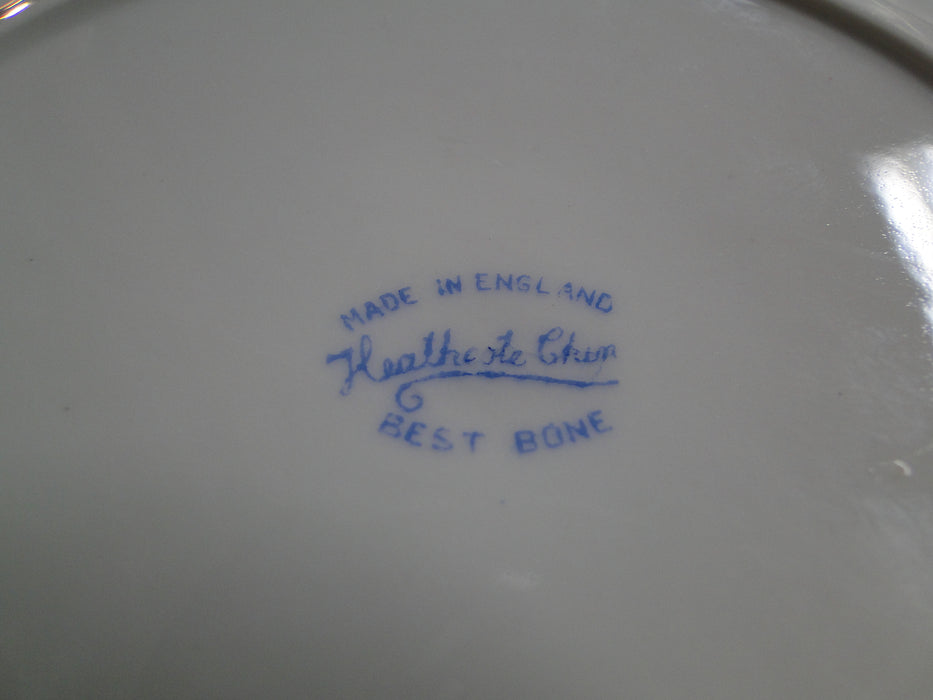 MADE IN ENGLAND
Heathcote China
BEST BONE